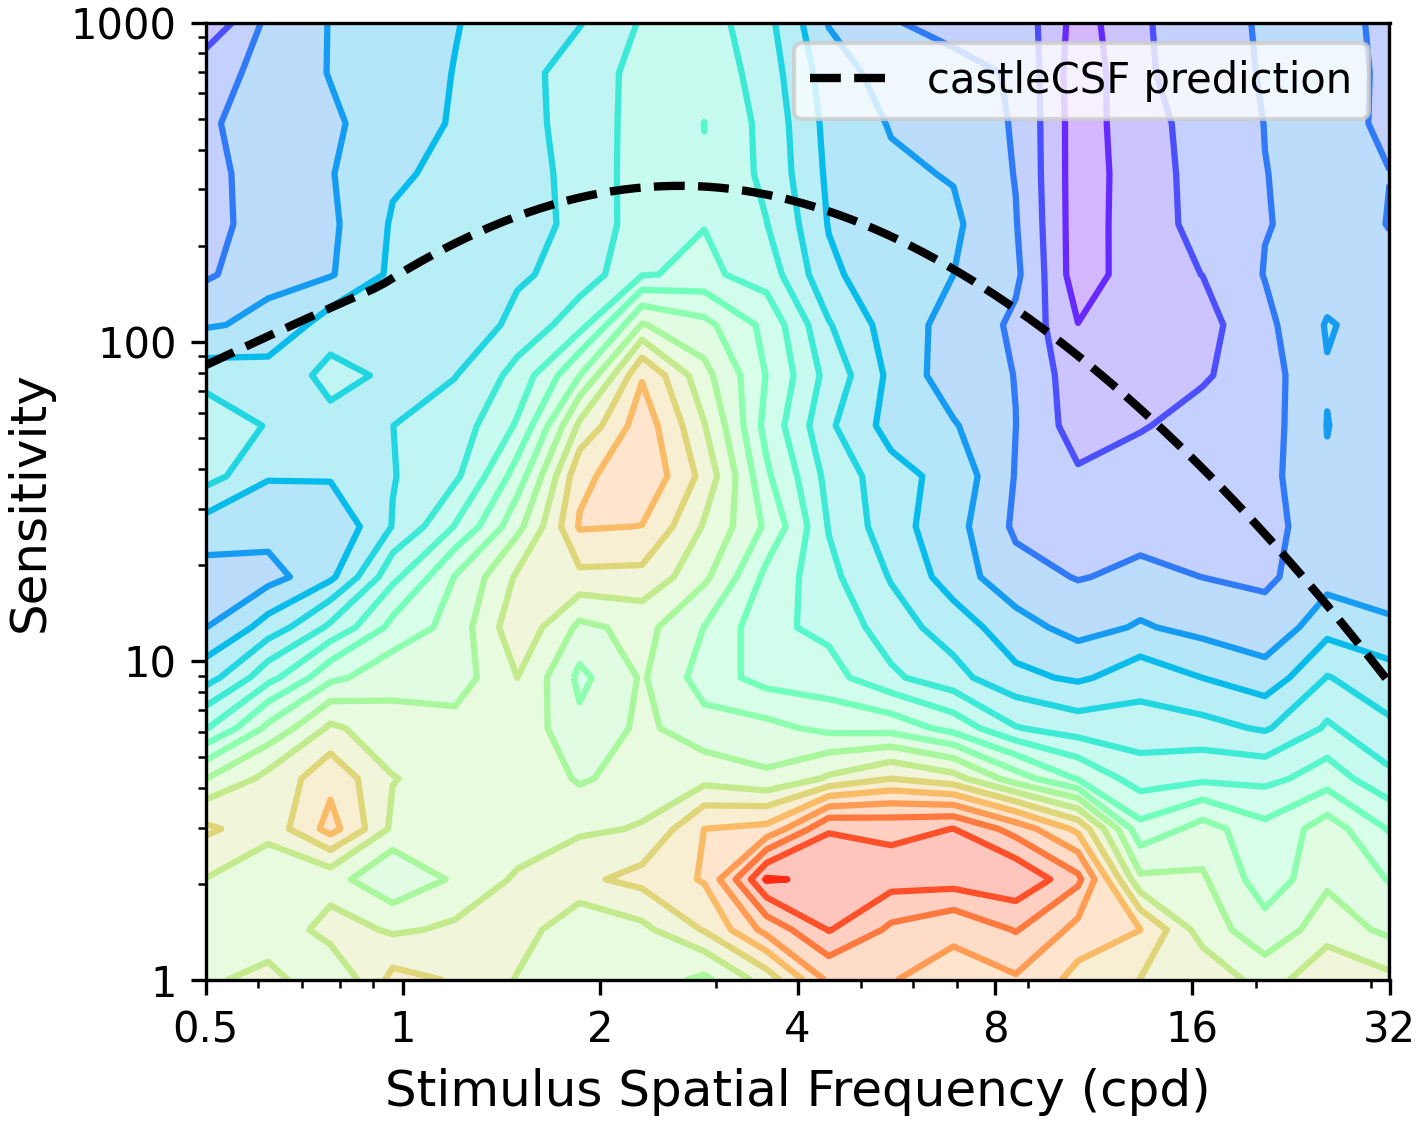 1000
castleCSF prediction
100
Sensitivity
10
1
0.5 1 2 4 8 16 32
Stimulus Spatial Frequency (cpd)